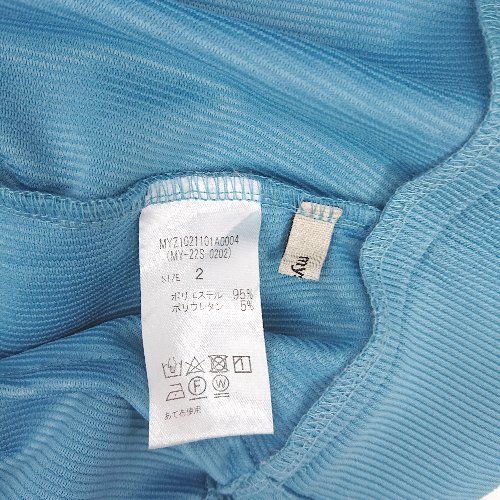 MYZ1021101A0004
(MY-22S-0202)
SIZE 2
ポリエステル 95%
ポリウレタン 5%
1
F W
あて布使用
my